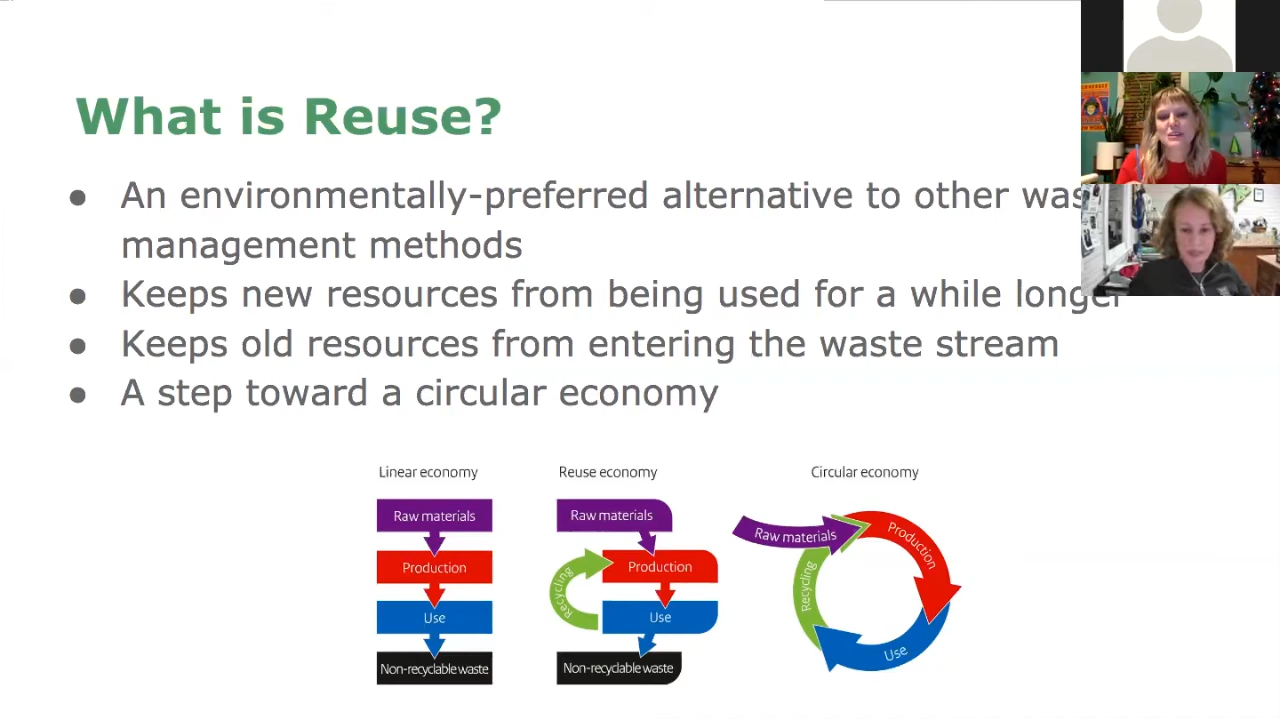 What is Reuse?
● An environmentally-preferred alternative to other
management methods
● Keeps new resources from being used for a while longer
● Keeps old resources from entering the waste stream
● A step toward a circular economy
Linear economy
Raw materials
Production
Use
Non-recyclable waste
Reuse economy
Raw materials
Production
Recycling
Use
Non-recyclable waste
Circular economy
Raw materials
Production
Recycling
Use